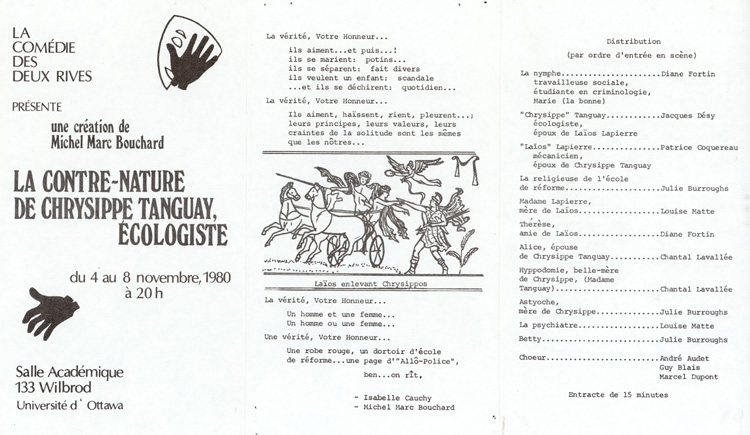 LA
COMÉDIE
DES
DEUX RIVES
PRÉSENTE
une création de
Michel Marc Bouchard
LA CONTRE-NATURE
DE CHRYSIPPE TANGUAY,
ÉCOLOGISTE
du 4 au 8 novembre, 1980
à 20 h
Salle Académique
133 Wilbrod
Université d' Ottawa
La vérité, Votre Honneur...
ils aiment...et puis...!
ils se marient: potins...
ils se séparent: fait divers
ils veulent un enfant: scandale
...et ils se déchirent: quotidien...
La vérité, Votre Honneur...
Ils aiment, haïssent, rient, pleurent...;
leurs principes, leurs valeurs, leurs
craintes de la solitude sont les mêmes
que les nôtres...
Laïos enlevant Chrysippos
La vérité, Votre Honneur...
Un homme et une femme...
Un homme ou une femme...
Une vérité, Votre Honneur...
Une robe rouge, un dortoir d'école
de réforme...une page d'"Allô-Police",
ben...on rit,
- Isabelle Cauchy
- Michel Marc Bouchard
Distribution
(par ordre d'entrée en scène)
La nymphe......................Diane Fortin
travailleuse sociale,
étudiante en criminologie,
Marie (la bonne)
"Chrysippe" Tanguay............Jacques Désy
écologiste,
époux de Laïos Lapierre
"Laïos" Lapierre...............Patrice Coquereau
mécanicien,
époux de Chrysippe Tanguay
La religieuse de l'école
de réforme.....................Julie Burroughs
Madame Lapierre,
mère de Laïos..................Louise Matte
Thérèse,
amie de Laïos..................Diane Fortin
Alice, épouse
de Chrysippe Tanguay...........Chantal Lavallée
Hyppodomie, belle-mère
de Chrysippe, (Madame
Tanguay).......................Chantal Lavallée
Astyoche,
mère de Chrysippe..............Julie Burroughs
La psychiatre..................Louise Matte
Betty..........................Julie Burroughs
Choeur.........................André Audet
Guy Blais
Marcel Dupont
Entracte de 15 minutes